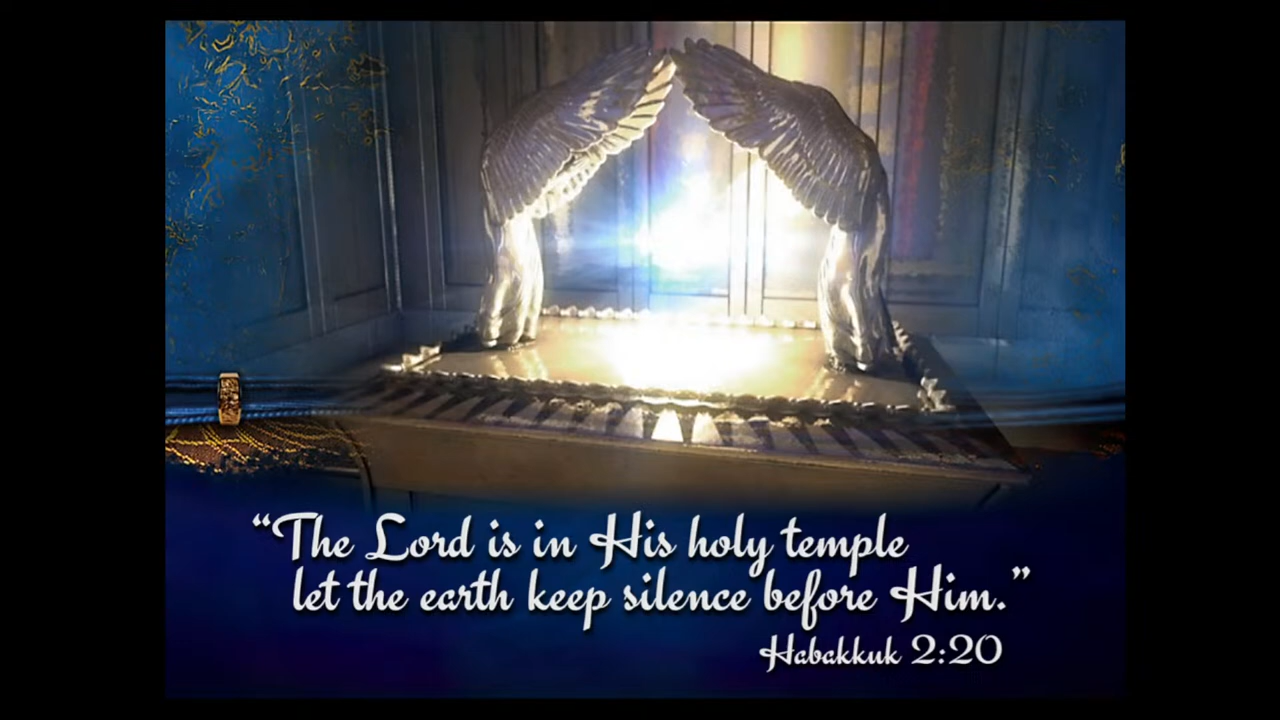 “The Lord is in His holy temple
let the earth keep silence before Him.”
Habakkuk 2:20